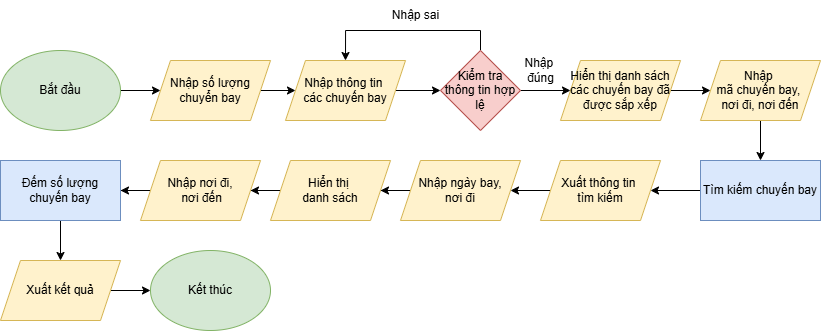 Nhập sai
Bắt đầu
Nhập số lượng
chuyển bay
Nhập thông tin
các chuyến bay
Kiểm tra
thông tin hợp
lệ
Nhập
đúng
Hiển thị danh sách
các chuyến bay đã
được sắp xếp
Nhập
mã chuyến bay,
nơi đi, nơi đến
Đếm số lượng
chuyến bay
Nhập nơi đi,
nơi đến
Hiển thị
danh sách
Nhập ngày bay,
nơi đi
Xuất thông tin
tìm kiếm
Tìm kiếm chuyến bay
Xuất kết quả
Kết thúc